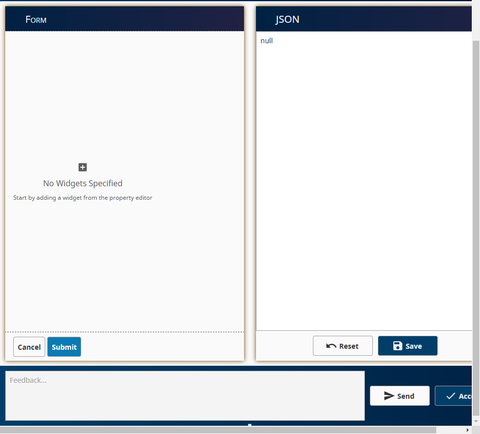 Form
JSON
null
No Widgets Specified
Start by adding a widget from the property editor
Cancel
Submit
Reset
Save
Feedback...
Send
Acc